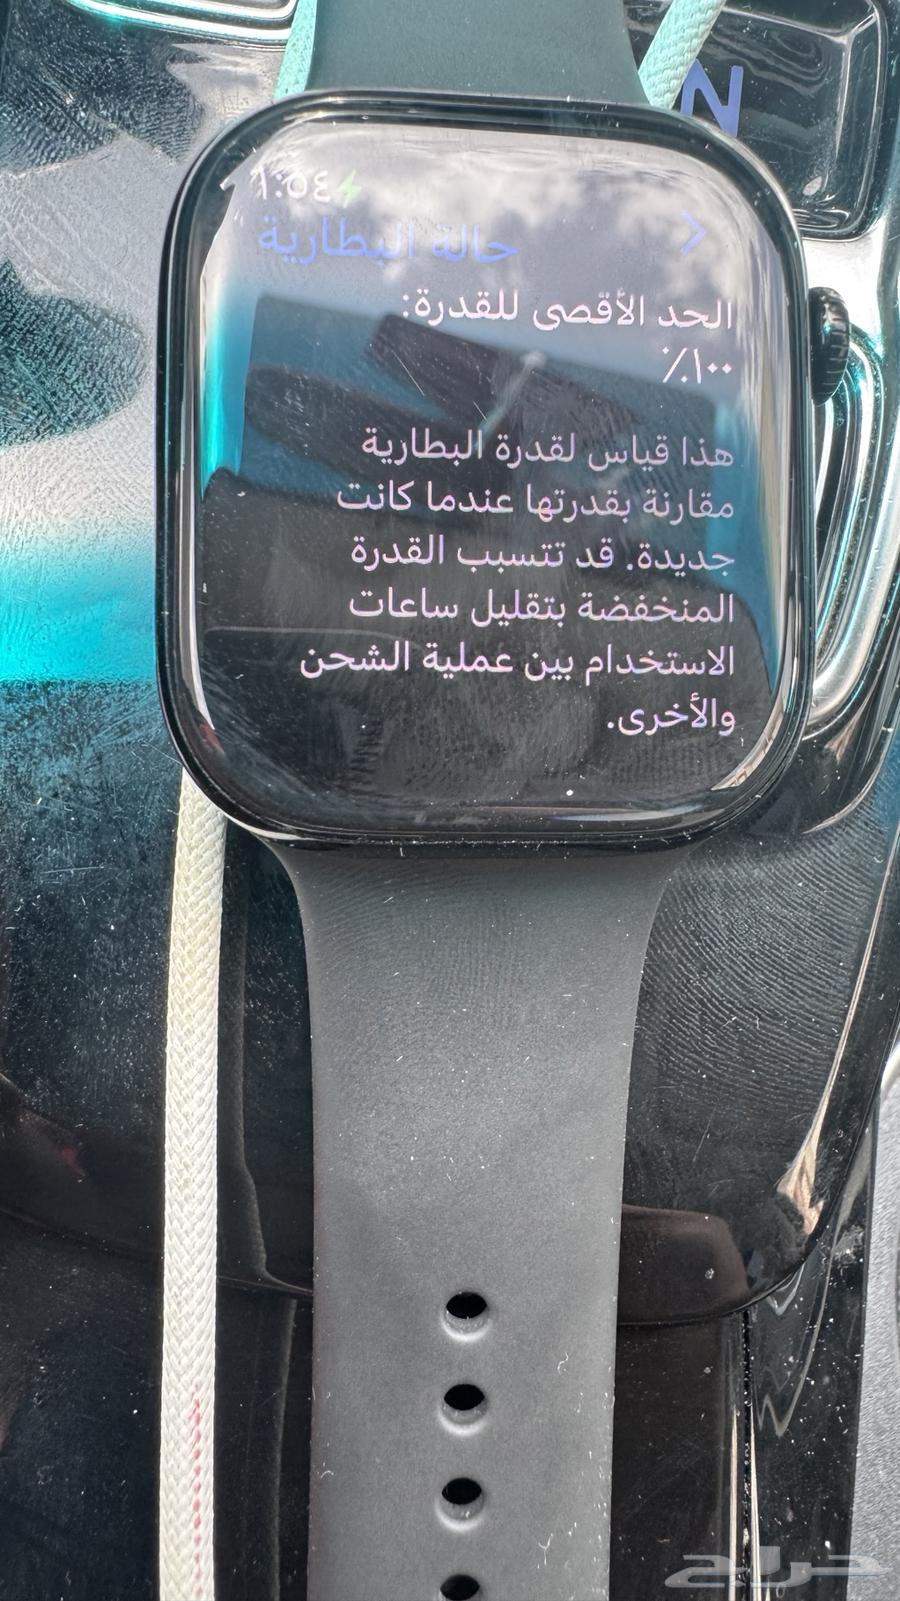 N
١:٥٤
حالة البطارية
الحد الأقصى للقدرة:
١٠٠٪
هذا قياس لقدرة البطارية
مقارنة بقدرتها عندما كانت
جديدة. قد تتسبب القدرة
المنخفضة بتقليل ساعات
الاستخدام بين عملية الشحن
والأخرى.
حراج